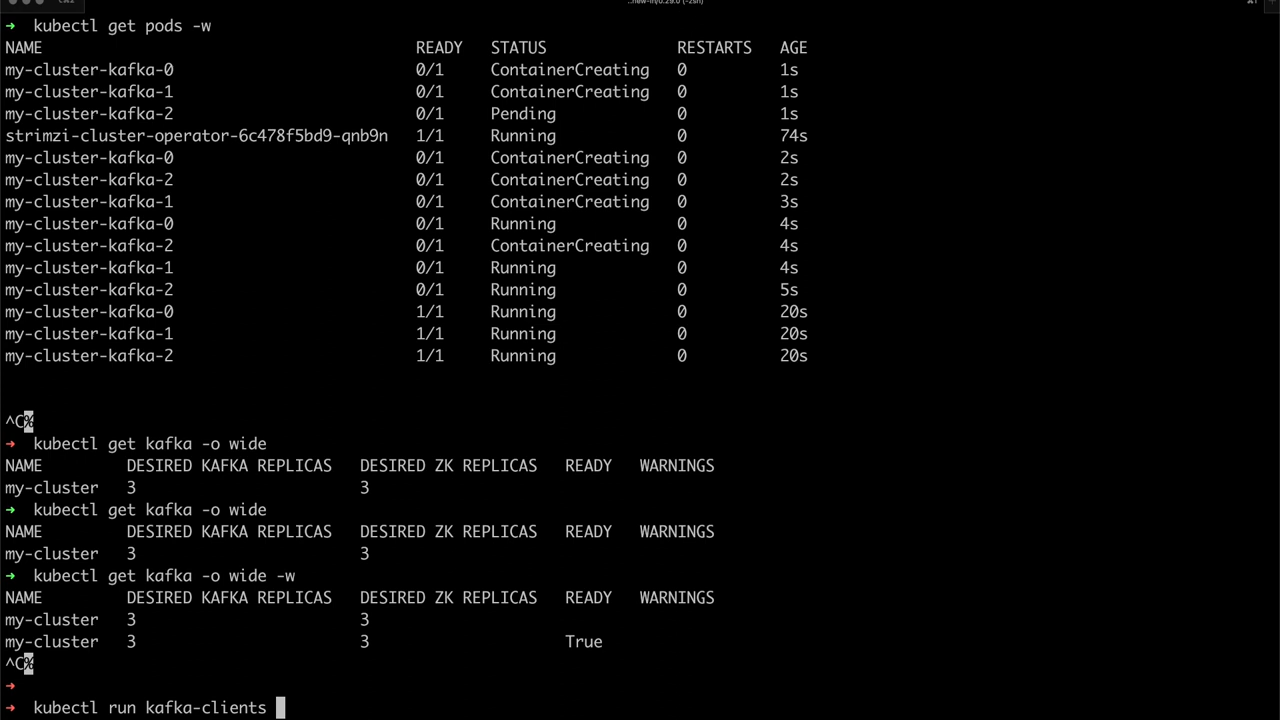 ..new-in/0.29.0 (-zsh)
➜ kubectl get pods -w
NAME READY STATUS RESTARTS AGE
my-cluster-kafka-0 0/1 ContainerCreating 0 1s
my-cluster-kafka-1 0/1 ContainerCreating 0 1s
my-cluster-kafka-2 0/1 Pending 0 1s
strimzi-cluster-operator-6c478f5bd9-qnb9n 1/1 Running 0 74s
my-cluster-kafka-0 0/1 ContainerCreating 0 2s
my-cluster-kafka-2 0/1 ContainerCreating 0 2s
my-cluster-kafka-1 0/1 ContainerCreating 0 3s
my-cluster-kafka-0 0/1 Running 0 4s
my-cluster-kafka-2 0/1 ContainerCreating 0 4s
my-cluster-kafka-1 0/1 Running 0 4s
my-cluster-kafka-2 0/1 Running 0 5s
my-cluster-kafka-0 1/1 Running 0 20s
my-cluster-kafka-1 1/1 Running 0 20s
my-cluster-kafka-2 1/1 Running 0 20s
^C%
➜ kubectl get kafka -o wide
NAME DESIRED KAFKA REPLICAS DESIRED ZK REPLICAS READY WARNINGS
my-cluster 3 3
➜ kubectl get kafka -o wide
NAME DESIRED KAFKA REPLICAS DESIRED ZK REPLICAS READY WARNINGS
my-cluster 3 3
➜ kubectl get kafka -o wide -w
NAME DESIRED KAFKA REPLICAS DESIRED ZK REPLICAS READY WARNINGS
my-cluster 3 3
my-cluster 3 3 True
^C%
➜
➜ kubectl run kafka-clients